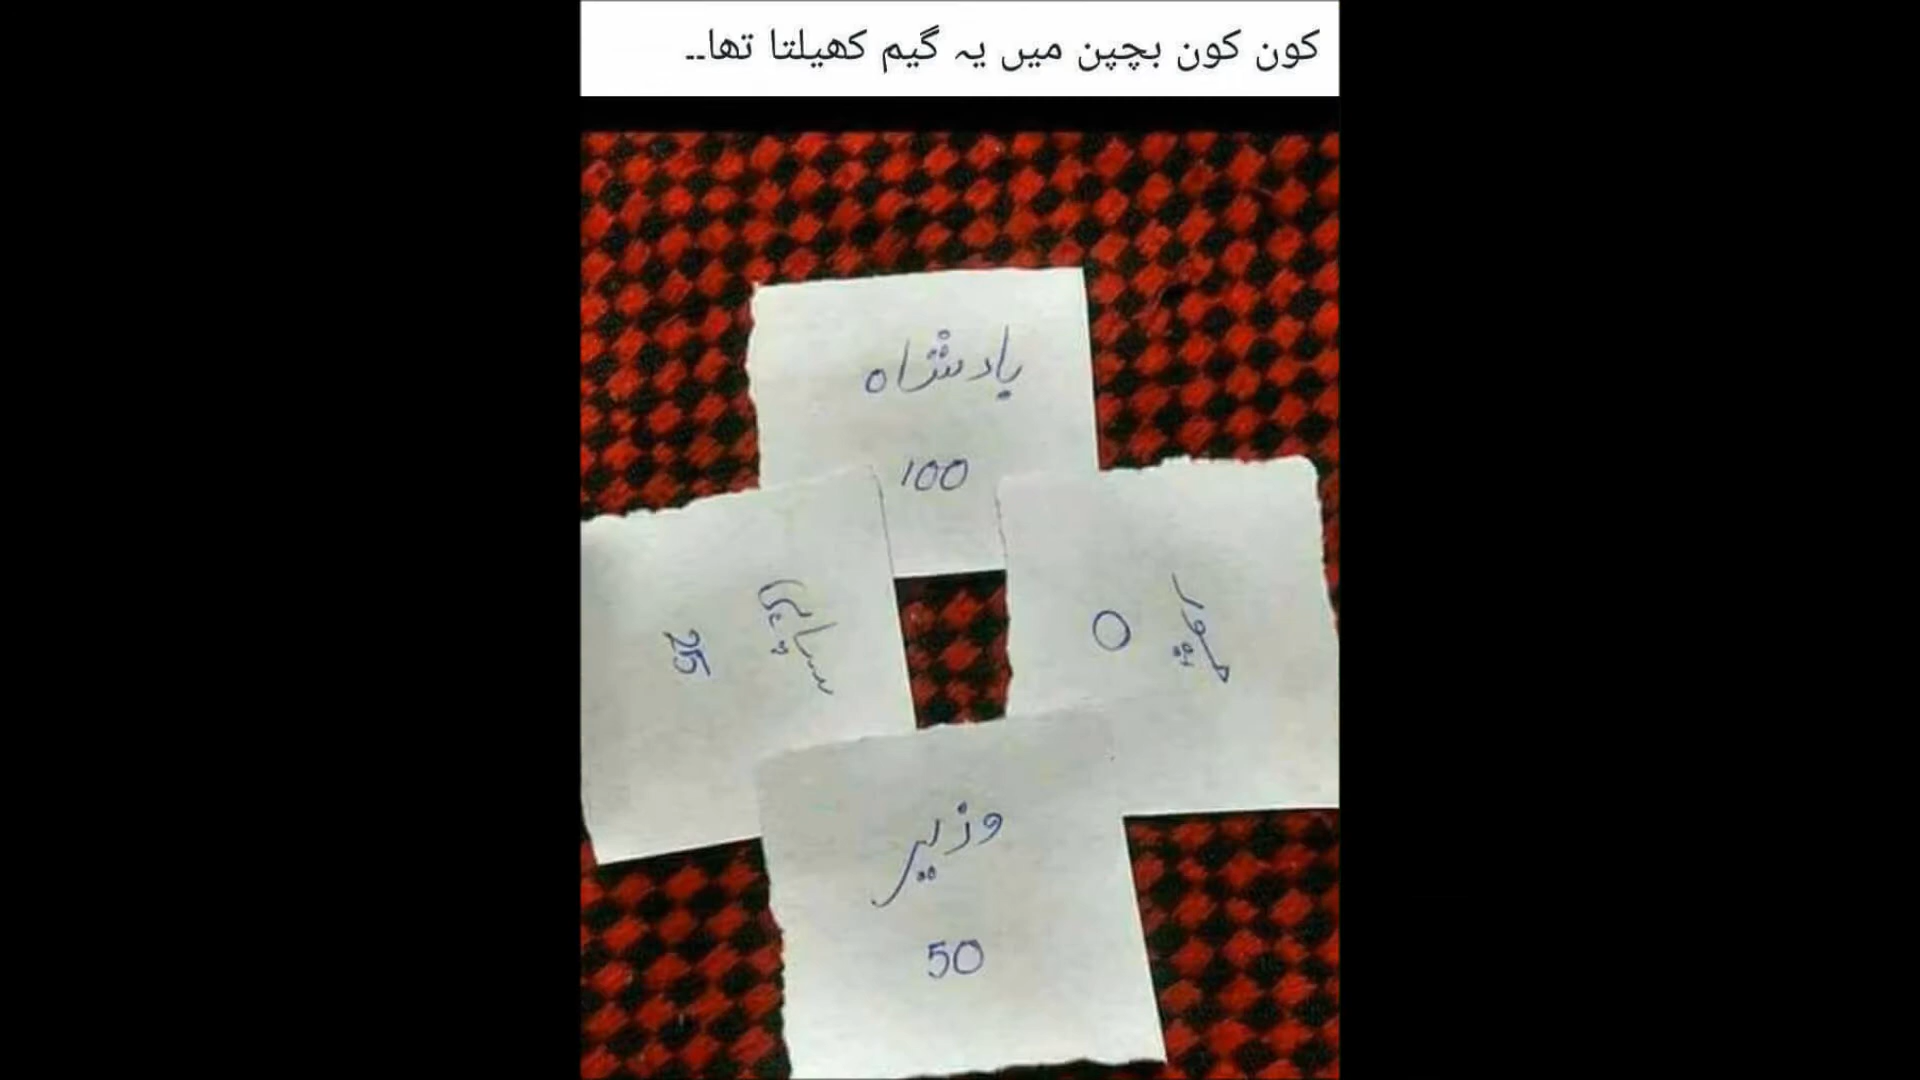 کون کون بچپن میں یہ گیم کھیلتا تھا۔۔
بادشاہ
100
چور
0
سپاہی
25
وزیر
50